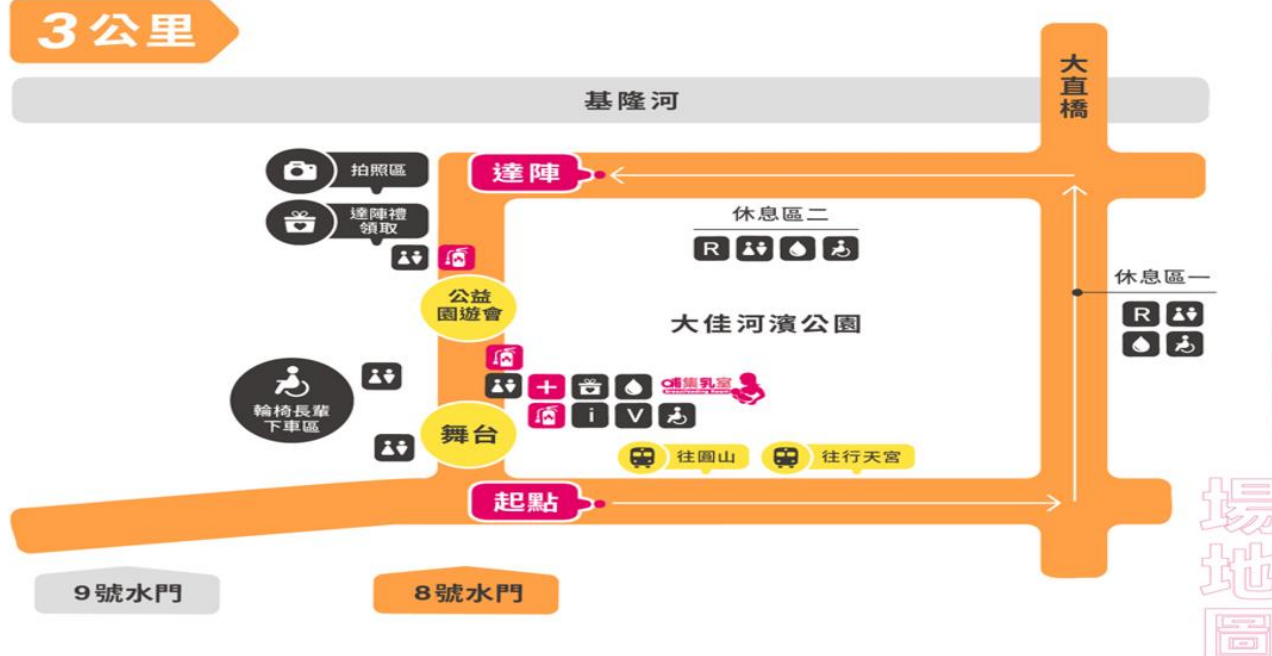 3公里
大直橋
基隆河
拍照區
達陣
達陣禮
領取
休息區二
R
休息區一
R
公益
園遊會
大佳河濱公園
哺集乳室
i V
輪椅長輩
下車區
舞台
往圓山
往行天宮
起點
9號水門
8號水門
場地圖